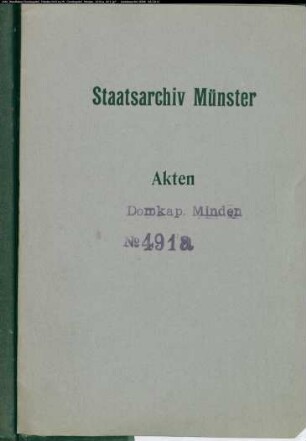 Staatsarchiv Münster
Akten
Domkap. Minden
№ 491a